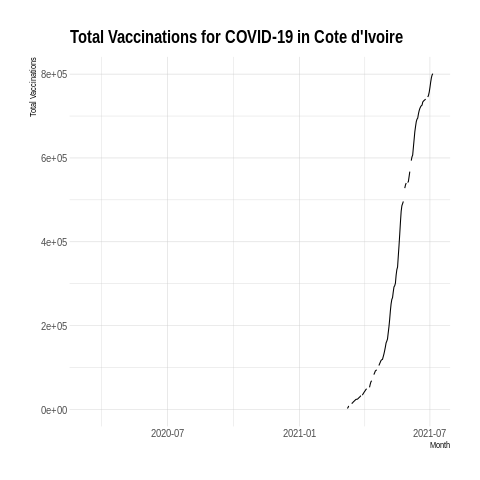 Total Vaccinations for COVID-19 in Cote d'Ivoire
Total Vaccinations
8e+05
6e+05
4e+05
2e+05
0e+00
2020-07
2021-01
2021-07
Month